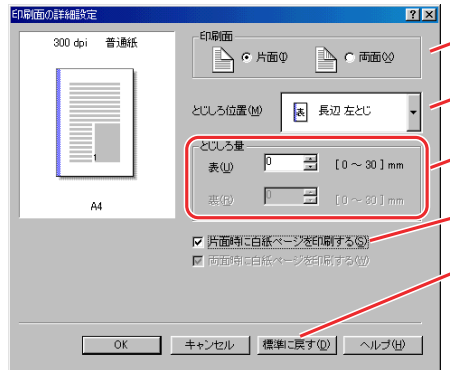 印刷面の詳細設定
300 dpi 普通紙
1
A4
印刷面
片面(I) 両面(X)
とじしろ位置(M) 表 長辺 左とじ
とじしろ量
表(U) 0 [0～30] mm
裏(R) 0 [0～30] mm
片面時に白紙ページを印刷する(S)
両面時に白紙ページを印刷する(W)
OK キャンセル 標準に戻す(D) ヘルプ(H)